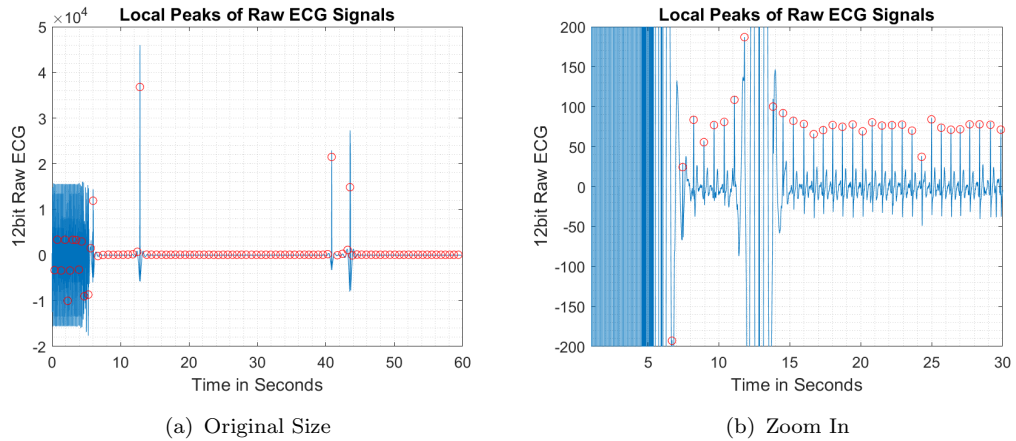 Local Peaks of Raw ECG Signals
×10⁴
5
4
3
2
1
0
-1
-2
12bit Raw ECG
0 10 20 30 40 50 60
Time in Seconds
(a) Original Size
Local Peaks of Raw ECG Signals
200
150
100
50
0
-50
-100
-150
-200
12bit Raw ECG
5 10 15 20 25 30
Time in Seconds
(b) Zoom In